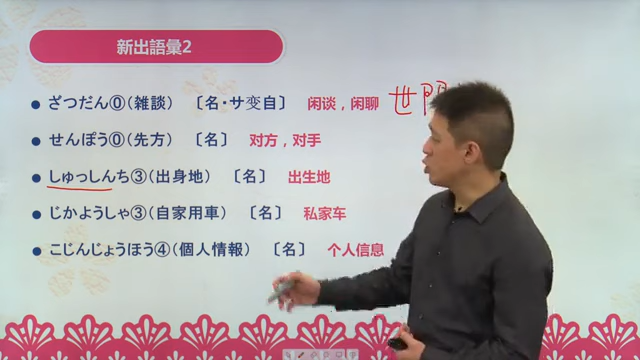 新出語彙2
● ざつだん⓪（雑談） 〔名・サ变自〕 闲谈，闲聊 世間
● せんぽう⓪（先方） 〔名〕 对方，对手
● しゅっしんち③（出身地） 〔名〕 出生地
● じかようしゃ③（自家用車） 〔名〕 私家车
● こじんじょうほう④（個人情報） 〔名〕 个人信息